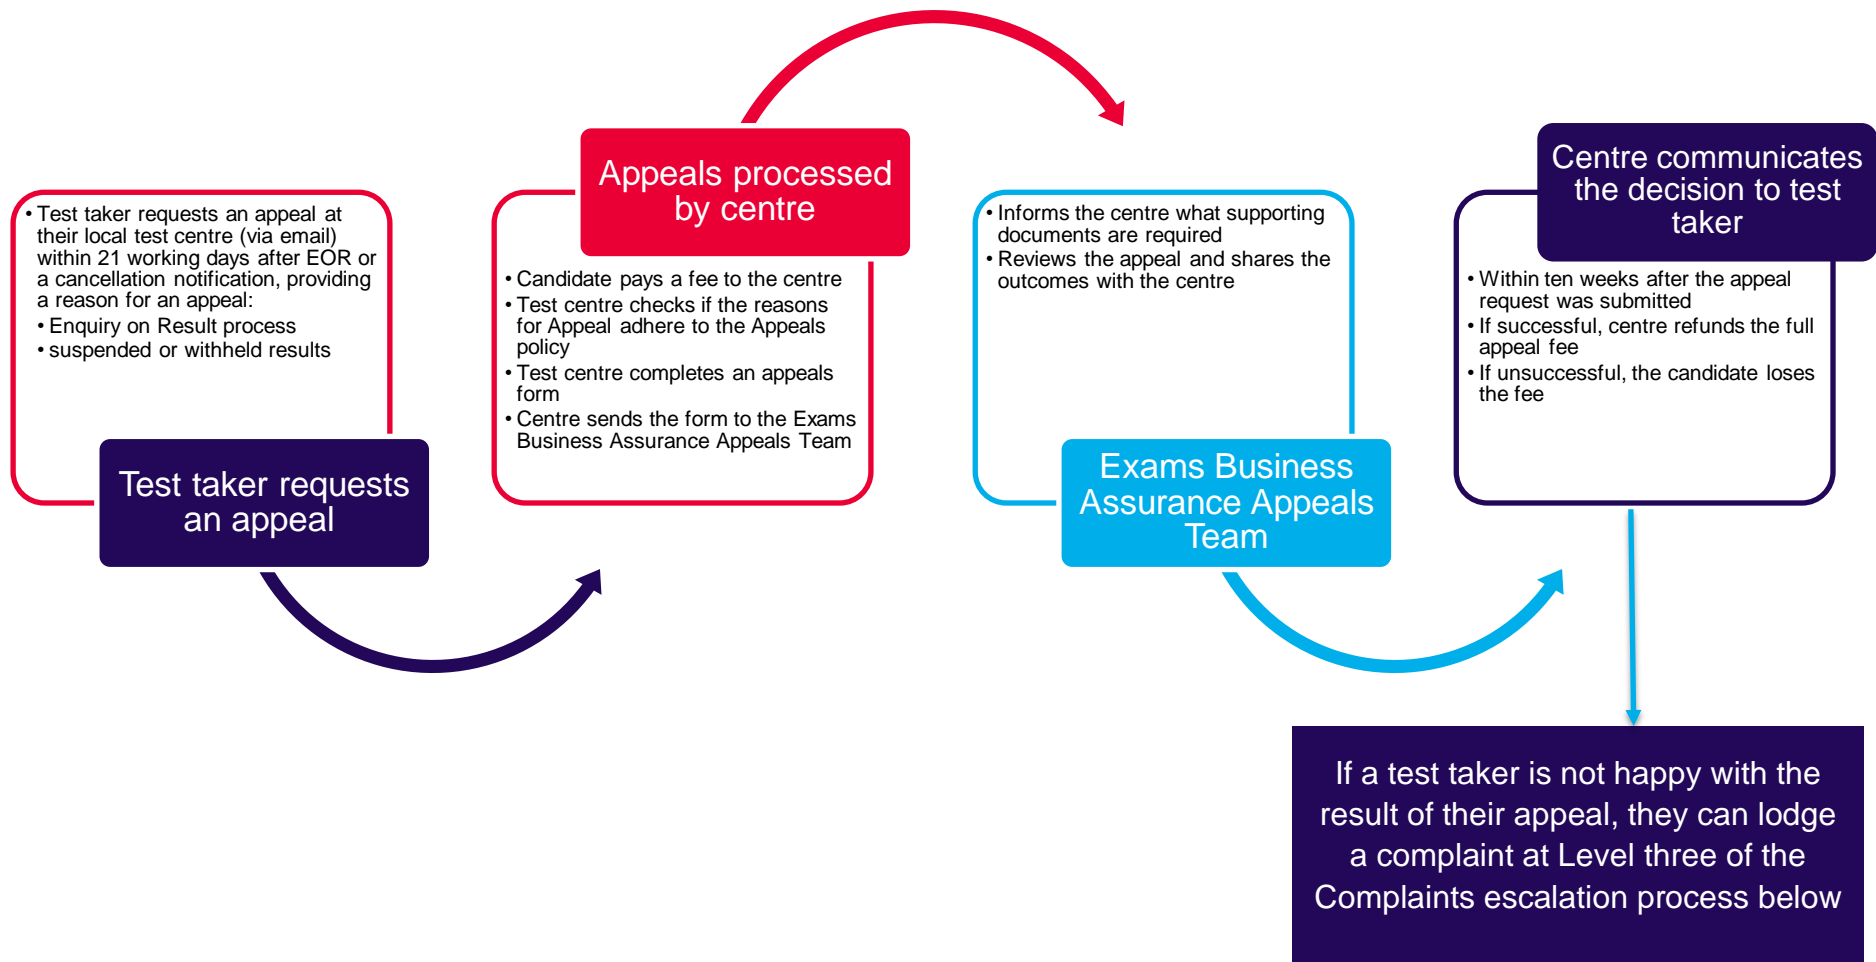 • Test taker requests an appeal at
their local test centre (via email)
within 21 working days after EOR or
a cancellation notification, providing
a reason for an appeal:
• Enquiry on Result process
• suspended or withheld results
Test taker requests
an appeal
Appeals processed
by centre
• Candidate pays a fee to the centre
• Test centre checks if the reasons
for Appeal adhere to the Appeals
policy
• Test centre completes an appeals
form
• Centre sends the form to the Exams
Business Assurance Appeals Team
• Informs the centre what supporting
documents are required
• Reviews the appeal and shares the
outcomes with the centre
Exams Business
Assurance Appeals
Team
Centre communicates
the decision to test
taker
• Within ten weeks after the appeal
request was submitted
• If successful, centre refunds the full
appeal fee
• If unsuccessful, the candidate loses
the fee
If a test taker is not happy with the
result of their appeal, they can lodge
a complaint at Level three of the
Complaints escalation process below